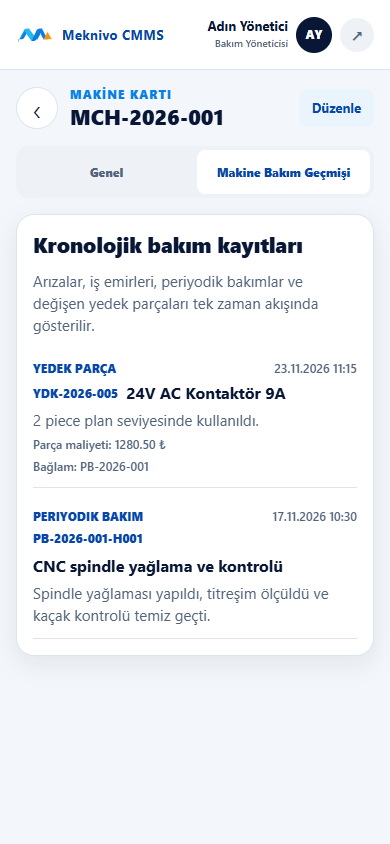 Meknivo CMMS
Adın Yönetici
Bakım Yöneticisi
AY
↗
‹
MAKİNE KARTI
MCH-2026-001
Düzenle
Genel
Makine Bakım Geçmişi
Kronolojik bakım kayıtları
Arızalar, iş emirleri, periyodik bakımlar ve
değişen yedek parçaları tek zaman akışında
gösterilir.
YEDEK PARÇA
23.11.2026 11:15
YDK-2026-005 24V AC Kontaktör 9A
2 piece plan seviyesinde kullanıldı.
Parça maliyeti: 1280.50 ₺
Bağlam: PB-2026-001
PERIYODIK BAKIM
17.11.2026 10:30
PB-2026-001-H001
CNC spindle yağlama ve kontrolü
Spindle yağlaması yapıldı, titreşim ölçüldü ve
kaçak kontrolü temiz geçti.